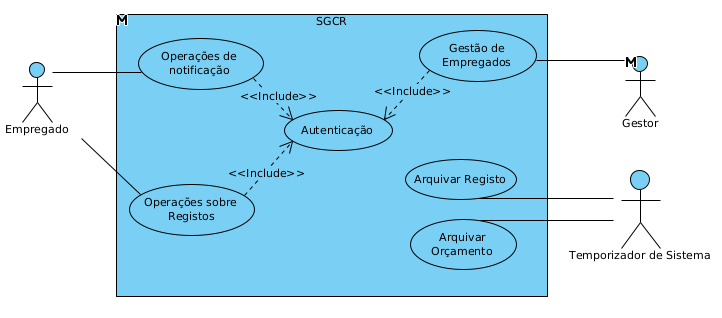 M
SGCR
Operações de
notificação
Gestão de
Empregados
M
<<Include>>
<<Include>>
Empregado
Autenticação
Gestor
<<Include>>
Arquivar Registo
Operações sobre
Registos
Arquivar
Orçamento
Temporizador de Sistema